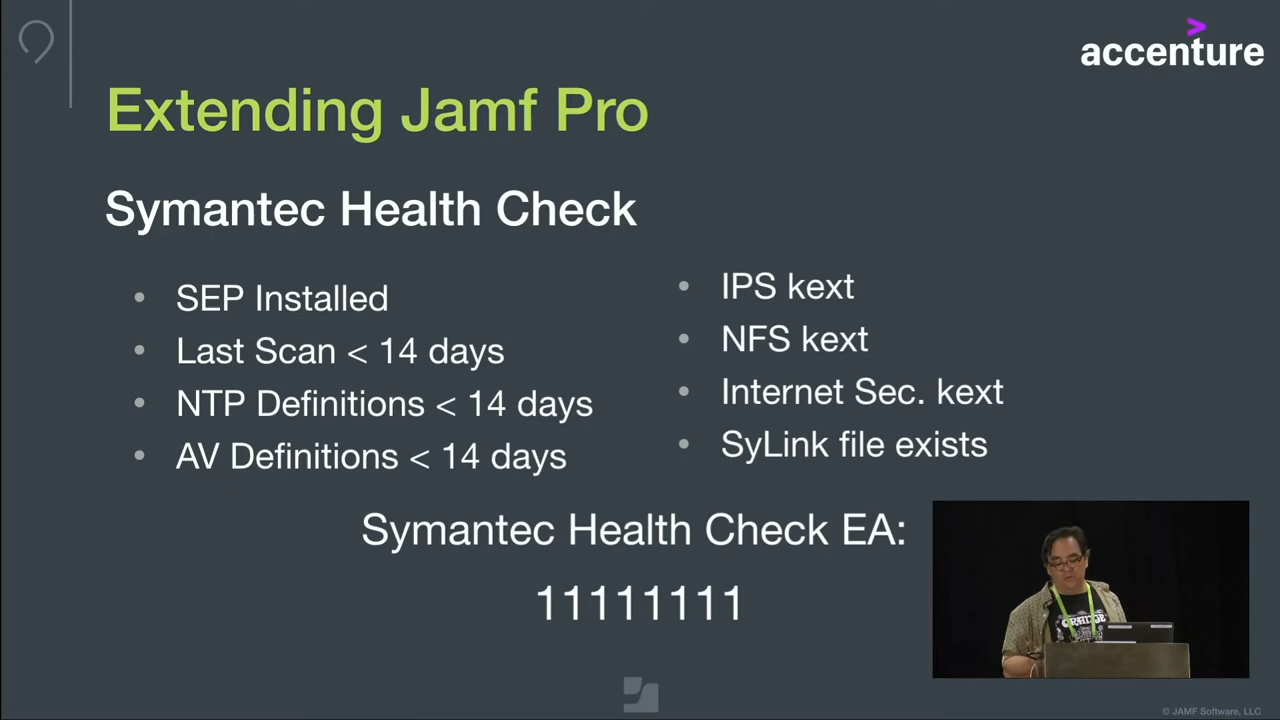 accenture
Extending Jamf Pro
Symantec Health Check
• SEP Installed
• Last Scan < 14 days
• NTP Definitions < 14 days
• AV Definitions < 14 days
• IPS kext
• NFS kext
• Internet Sec. kext
• SyLink file exists
Symantec Health Check EA:
11111111
© JAMF Software, LLC